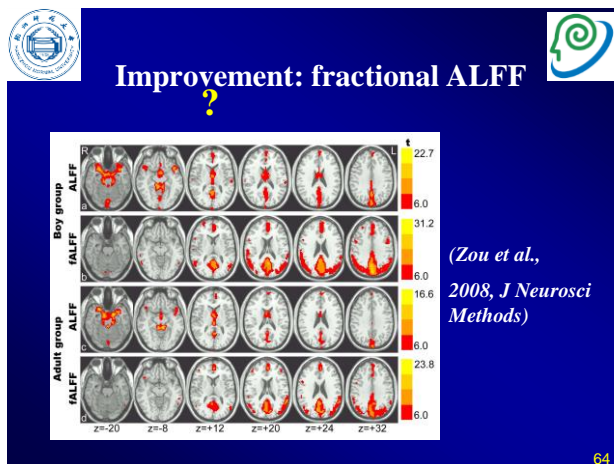 Improvement: fractional ALFF
?
R
L
t
Boy group
ALFF
a
22.7
6.0
fALFF
b
31.2
6.0
Adult group
ALFF
c
16.6
6.0
fALFF
d
23.8
6.0
z=-20 z=-8 z=+12 z=+20 z=+24 z=+32
(Zou et al.,
2008, J Neurosci
Methods)
64